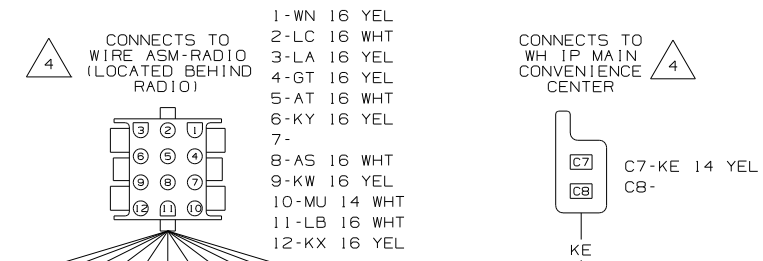 4
CONNECTS TO
WIRE ASM-RADIO
(LOCATED BEHIND
RADIO)
3 2 1
6 5 4
9 8 7
12 11 10
1-WN 16 YEL
2-LC 16 WHT
3-LA 16 YEL
4-GT 16 YEL
5-AT 16 WHT
6-KY 16 YEL
7-
8-AS 16 WHT
9-KW 16 YEL
10-MU 14 WHT
11-LB 16 WHT
12-KX 16 YEL
CONNECTS TO
WH IP MAIN
CONVENIENCE
CENTER
4
C7
C8
C7-KE 14 YEL
C8-
KE